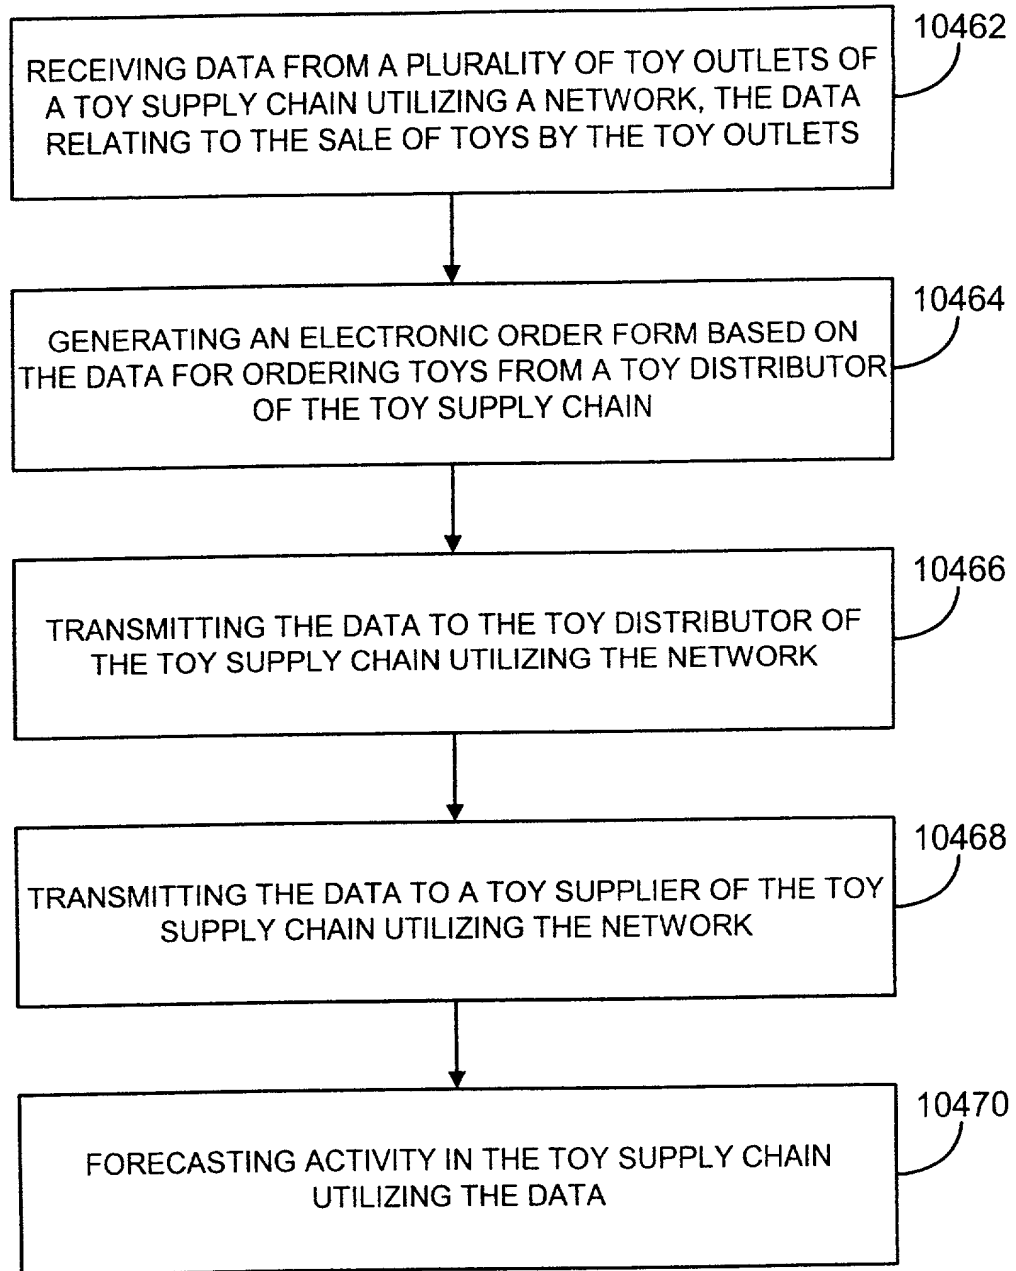 10462
RECEIVING DATA FROM A PLURALITY OF TOY OUTLETS OF
A TOY SUPPLY CHAIN UTILIZING A NETWORK, THE DATA
RELATING TO THE SALE OF TOYS BY THE TOY OUTLETS
10464
GENERATING AN ELECTRONIC ORDER FORM BASED ON
THE DATA FOR ORDERING TOYS FROM A TOY DISTRIBUTOR
OF THE TOY SUPPLY CHAIN
10466
TRANSMITTING THE DATA TO THE TOY DISTRIBUTOR OF
THE TOY SUPPLY CHAIN UTILIZING THE NETWORK
10468
TRANSMITTING THE DATA TO A TOY SUPPLIER OF THE TOY
SUPPLY CHAIN UTILIZING THE NETWORK
10470
FORECASTING ACTIVITY IN THE TOY SUPPLY CHAIN
UTILIZING THE DATA